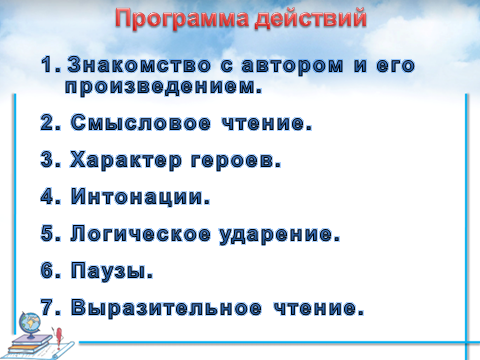 Программа действий
1. Знакомство с автором и его
произведением.
2. Смысловое чтение.
3. Характер героев.
4. Интонации.
5. Логическое ударение.
6. Паузы.
7. Выразительное чтение.